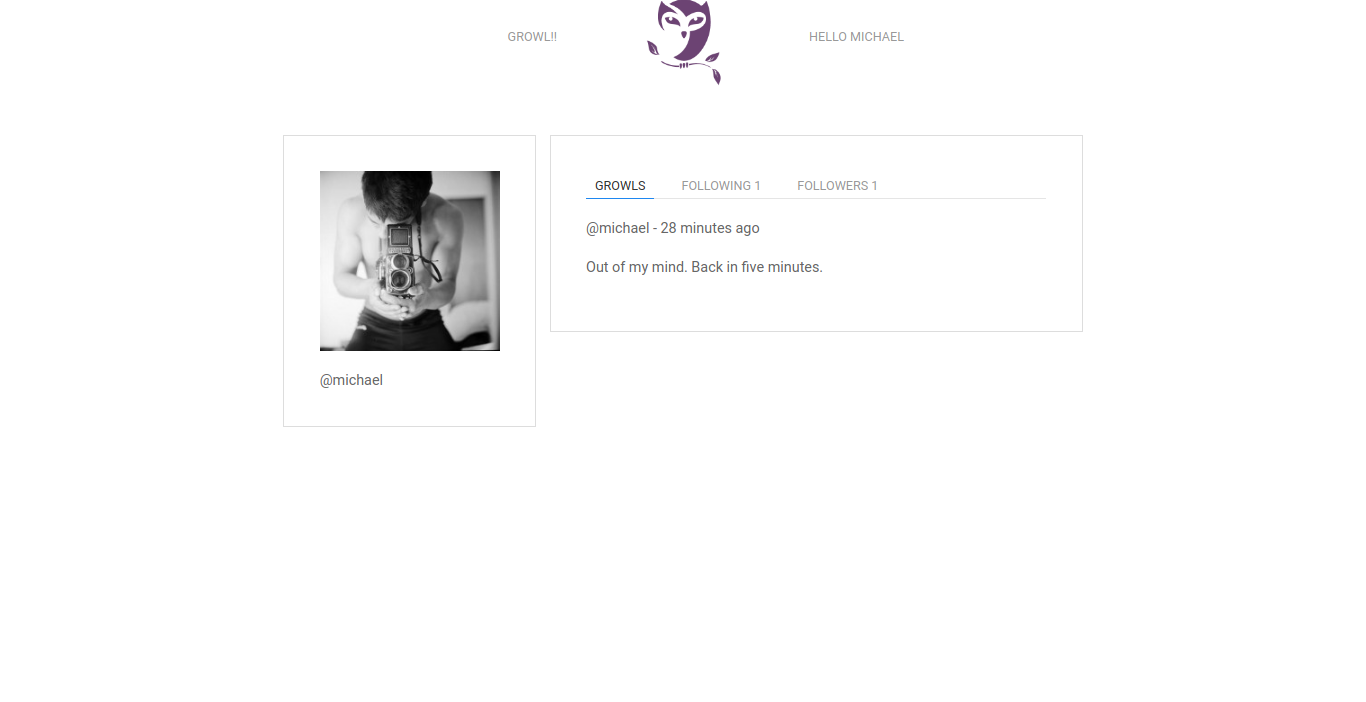 GROWL!!
HELLO MICHAEL
@michael
GROWLS
FOLLOWING 1
FOLLOWERS 1
@michael - 28 minutes ago
Out of my mind. Back in five minutes.